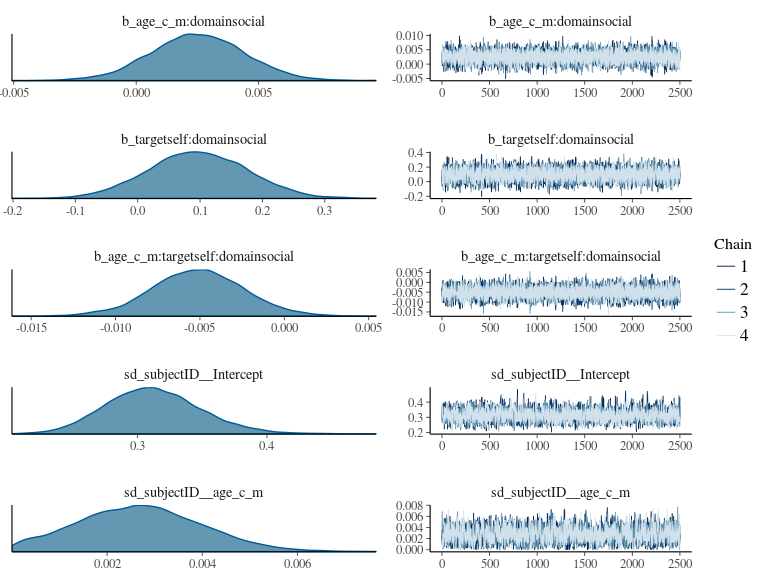 b_age_c_m:domainsocial
-0.005 0.000 0.005
b_age_c_m:domainsocial
0.010
0.005
0.000
-0.005
0 500 1000 1500 2000 2500
b_targetself:domainsocial
-0.2 -0.1 0.0 0.1 0.2 0.3
b_targetself:domainsocial
0.4
0.2
0.0
-0.2
0 500 1000 1500 2000 2500
b_age_c_m:targetself:domainsocial
-0.015 -0.010 -0.005 0.000 0.005
b_age_c_m:targetself:domainsocial
0.005
0.000
-0.005
-0.010
-0.015
0 500 1000 1500 2000 2500
sd_subjectID__Intercept
0.3 0.4
sd_subjectID__Intercept
0.4
0.3
0.2
0 500 1000 1500 2000 2500
sd_subjectID__age_c_m
0.002 0.004 0.006
sd_subjectID__age_c_m
0.008
0.006
0.004
0.002
0.000
0 500 1000 1500 2000 2500
Chain
1
2
3
4